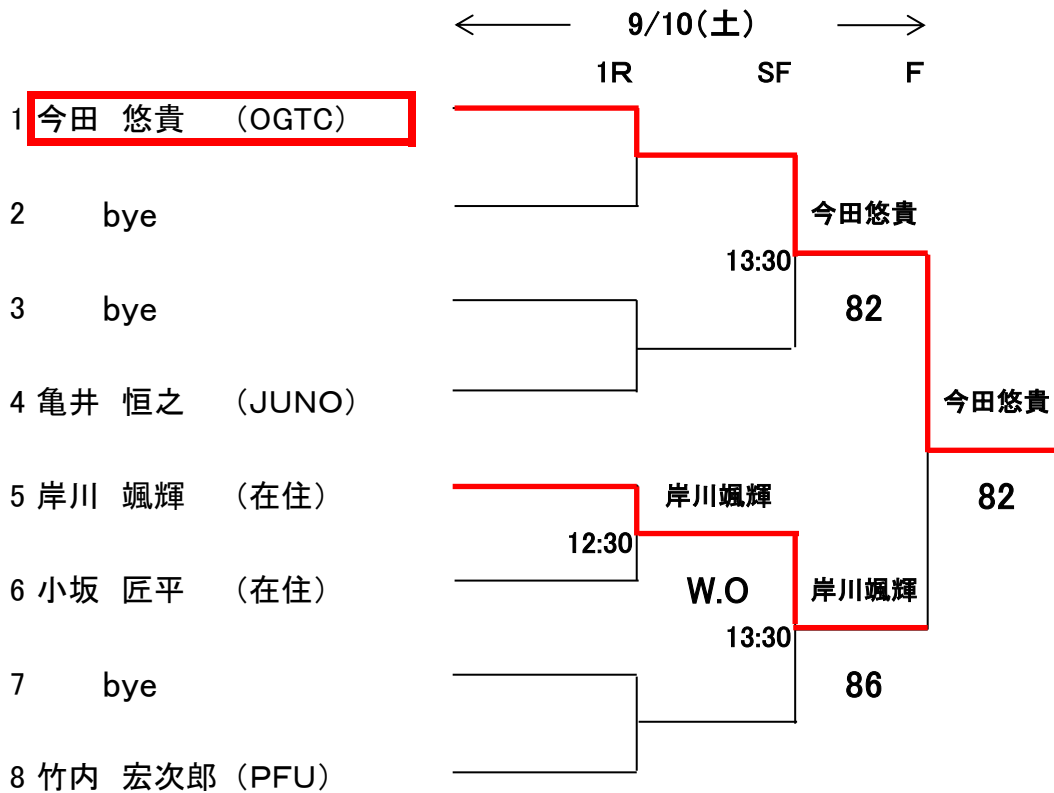 9/10(土)
1R SF F
1 今田 悠貴 (OGTC)
2 bye 今田悠貴
13:30
3 bye 82
4 亀井 恒之 (JUNO) 今田悠貴
5 岸川 颯輝 (在住) 岸川颯輝 82
12:30
6 小坂 匠平 (在住) W.O 岸川颯輝
13:30
7 bye 86
8 竹内 宏次郎 (PFU)